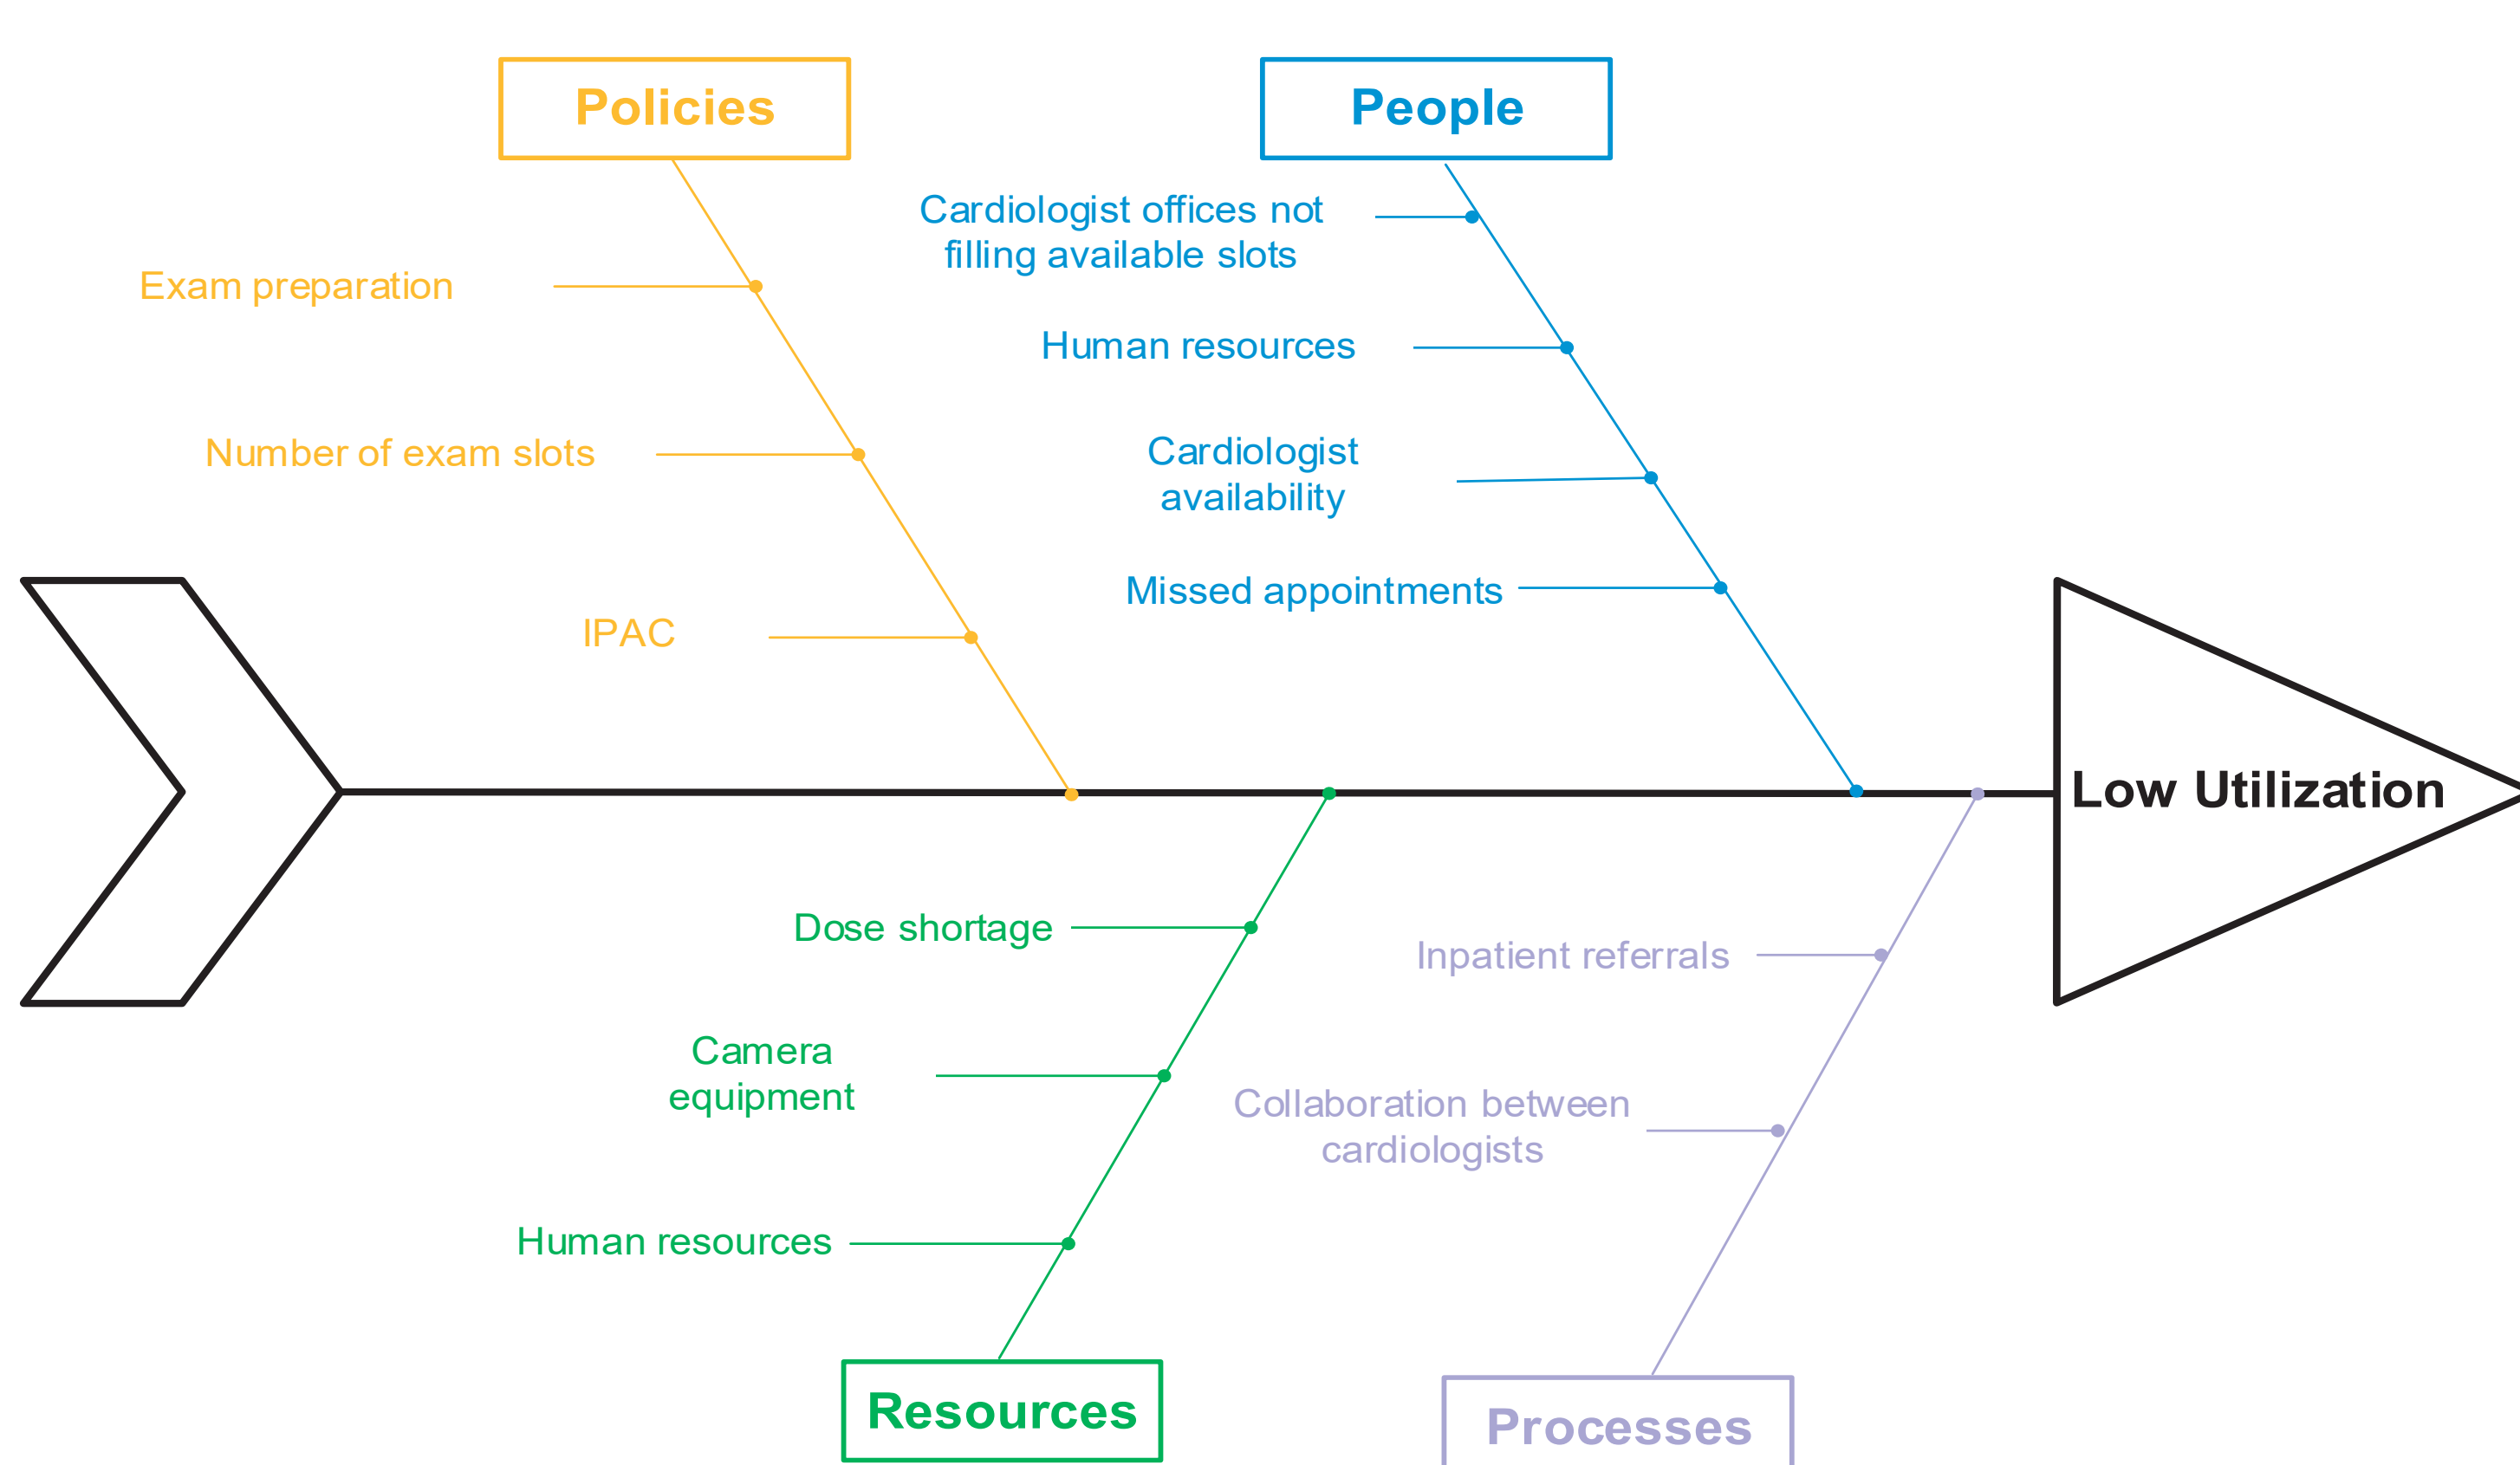 Policies
People
Cardiologist offices not
filling available slots
Exam preparation
Human resources
Number of exam slots
Cardiologist
availability
Missed appointments
IPAC
Low Utilization
Dose shortage
Inpatient referrals
Camera
equipment
Collaboration between
cardiologists
Human resources
Resources
Processes